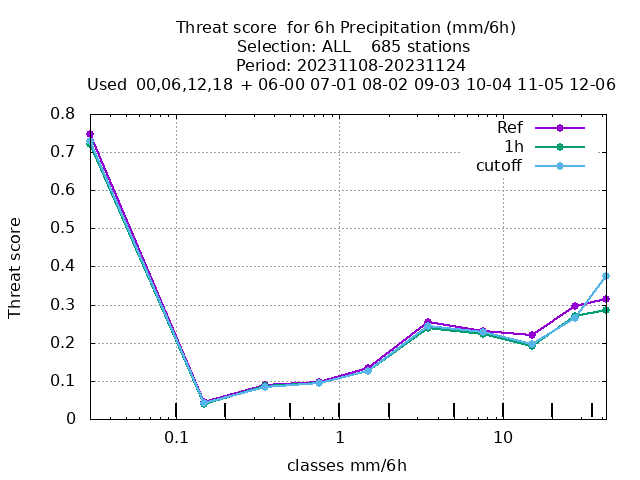 Threat score  for 6h Precipitation (mm/6h)
Selection: ALL    685 stations
Period: 20231108-20231124
Used  00,06,12,18  + 06-00 07-01 08-02 09-03 10-04 11-05 12-06
Ref
1h
cutoff
0.8
0.7
0.6
0.5
0.4
0.3
0.2
0.1
0
Threat score
0.1 1 10
classes mm/6h